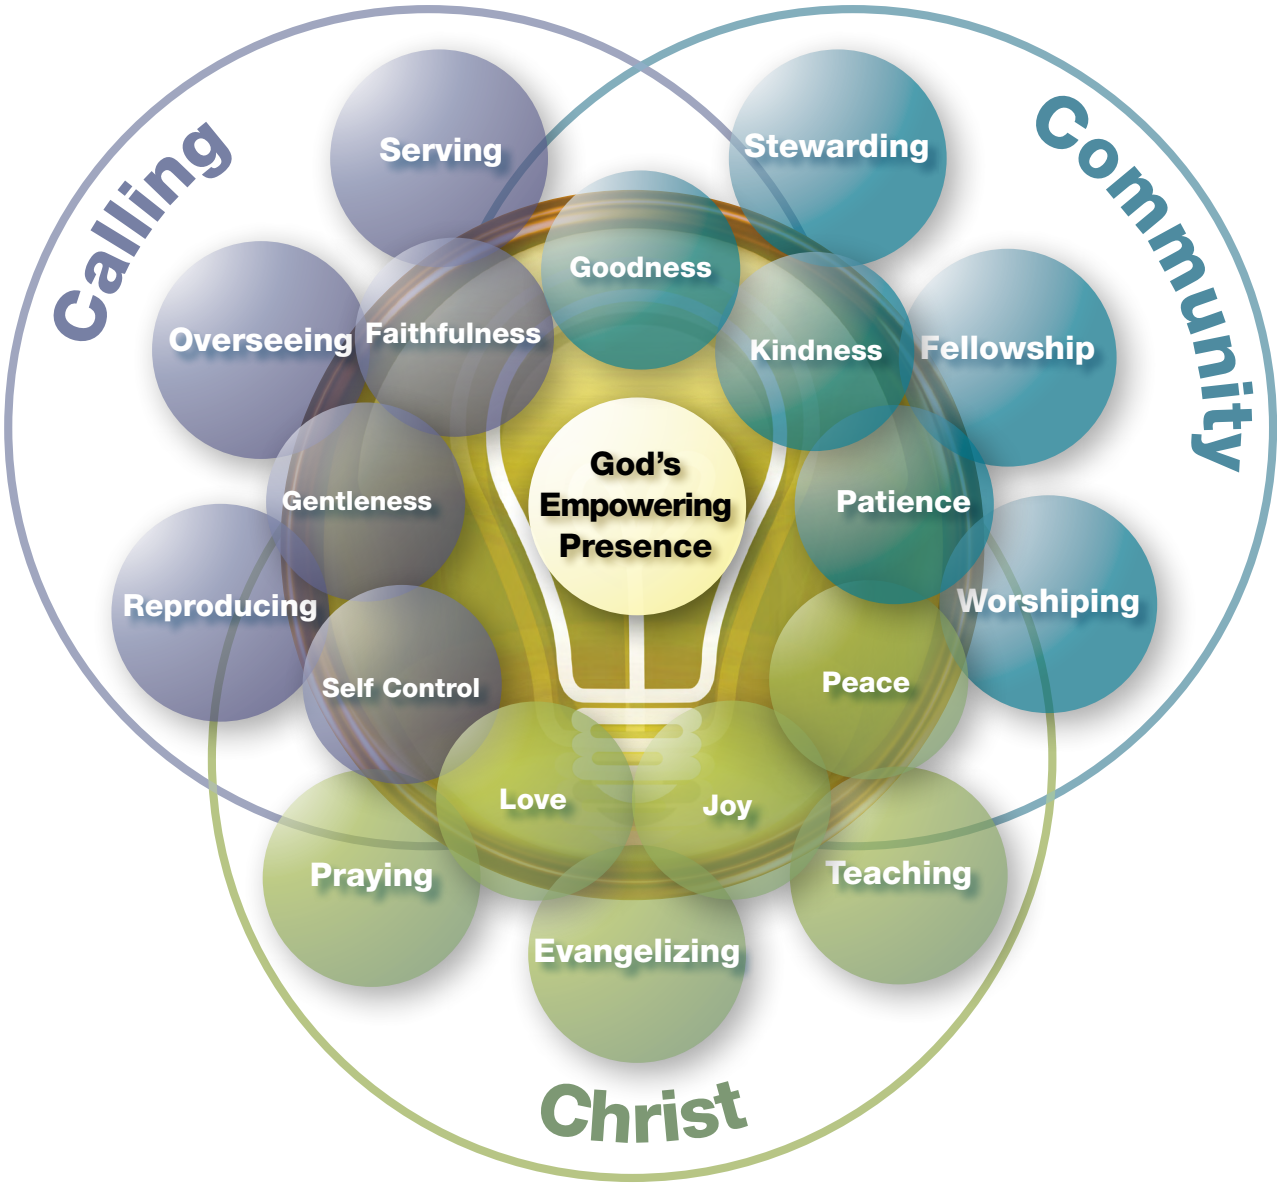 Calling
Community
Serving
Stewarding
Goodness
Overseeing
Faithfulness
Kindness
Fellowship
God’s
Empowering
Presence
Gentleness
Patience
Reproducing
Worshiping
Self Control
Peace
Love
Joy
Praying
Teaching
Evangelizing
Christ